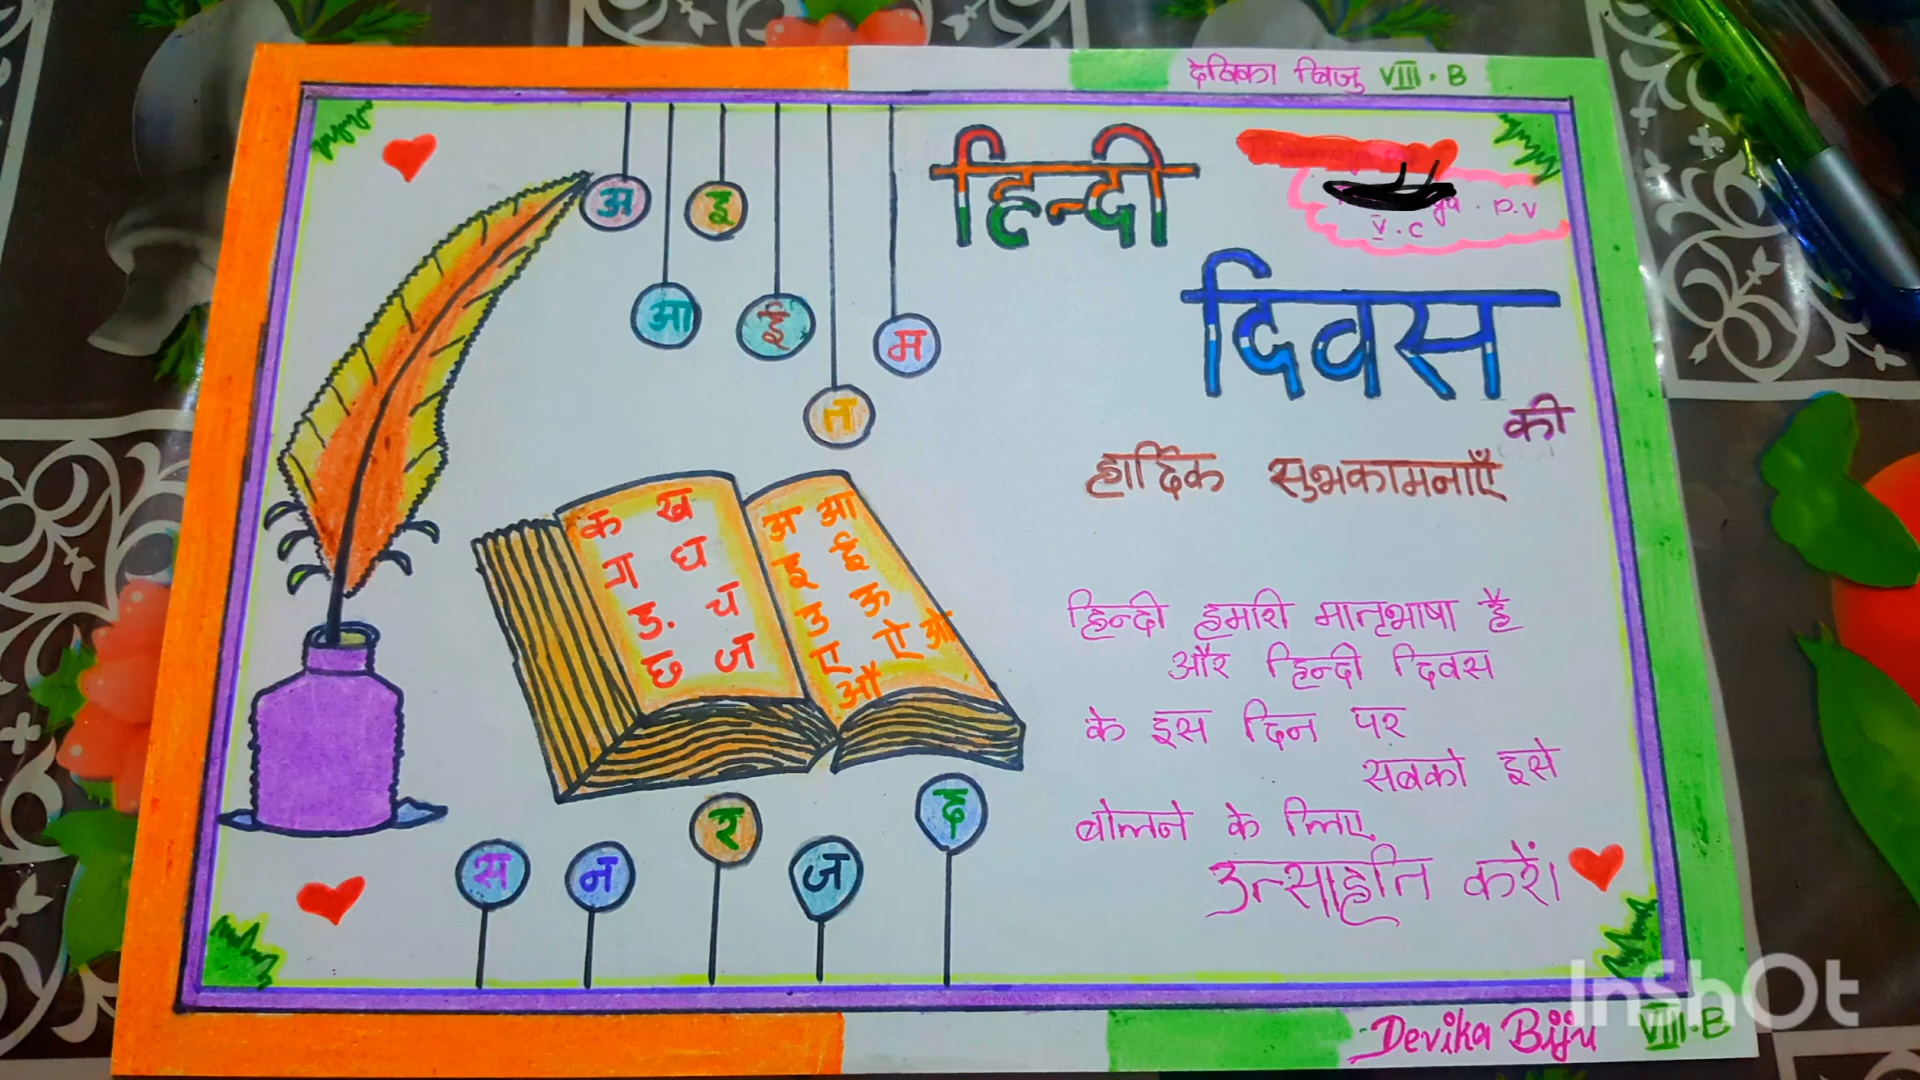 देविका बिजु VIII·B
हिन्दी
P.V
V·C
दिवस
की
हार्दिक सुभकामनाएँ
हिन्दी हमारी मातृभाषा है
और हिन्दी दिवस
के इस दिन पर
सबको इसे
बोलने के लिए
उत्साहीत करें।
अ इ
आ ई म
त
क ख
ग घ
ड. च
छ ज
अ आ
इ ई
उ ऊ
ए ऐ ओ
औ
स न र ज द
Devika Biju VIII·B
InShOt